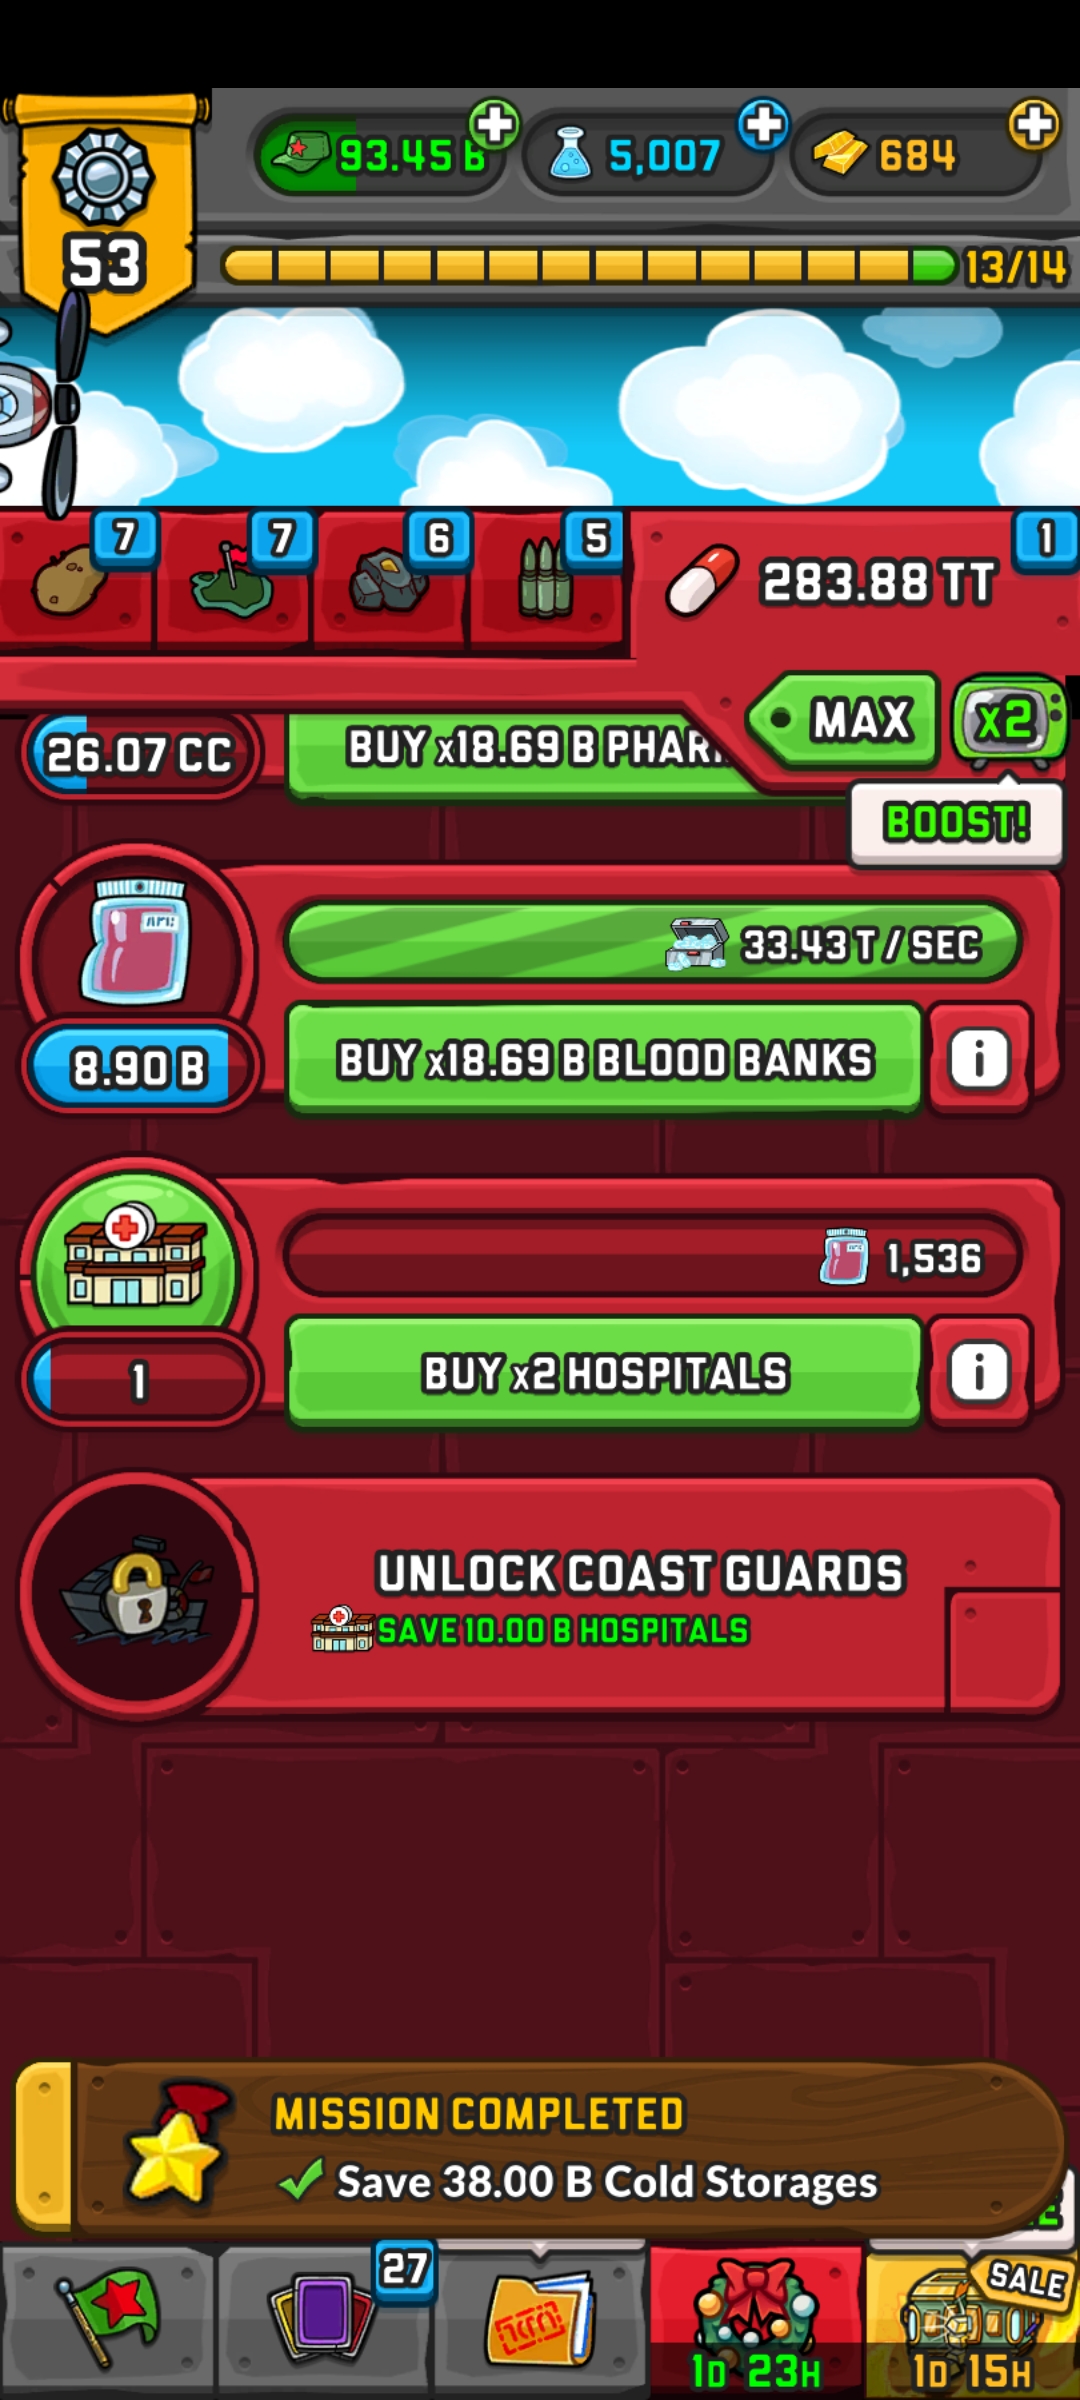 93.45 B
5,007
684
53
13/14
7
7
6
5
1
283.88 TT
MAX
x2
26.07 CC
BUY x18.69 B
BOOST!
33.43 T / SEC
8.90 B
BUY x18.69 B BLOOD BANKS
i
1,536
1
BUY x2 HOSPITALS
i
UNLOCK COAST GUARDS
SAVE 10.00 B HOSPITALS
MISSION COMPLETED
Save 38.00 B Cold Storages
27
SALE
1D 23H
1D 15H